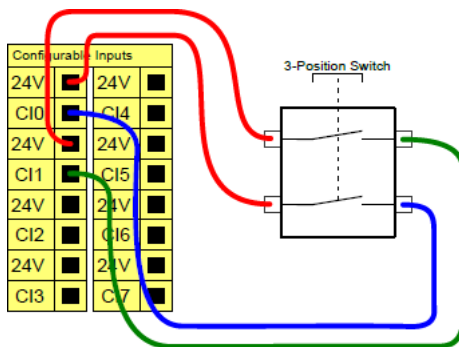 Configurable Inputs
24V 24V
CI0 CI4
24V 24V
CI1 CI5
24V 24V
CI2 CI6
24V 24V
CI3 CI7
3-Position Switch